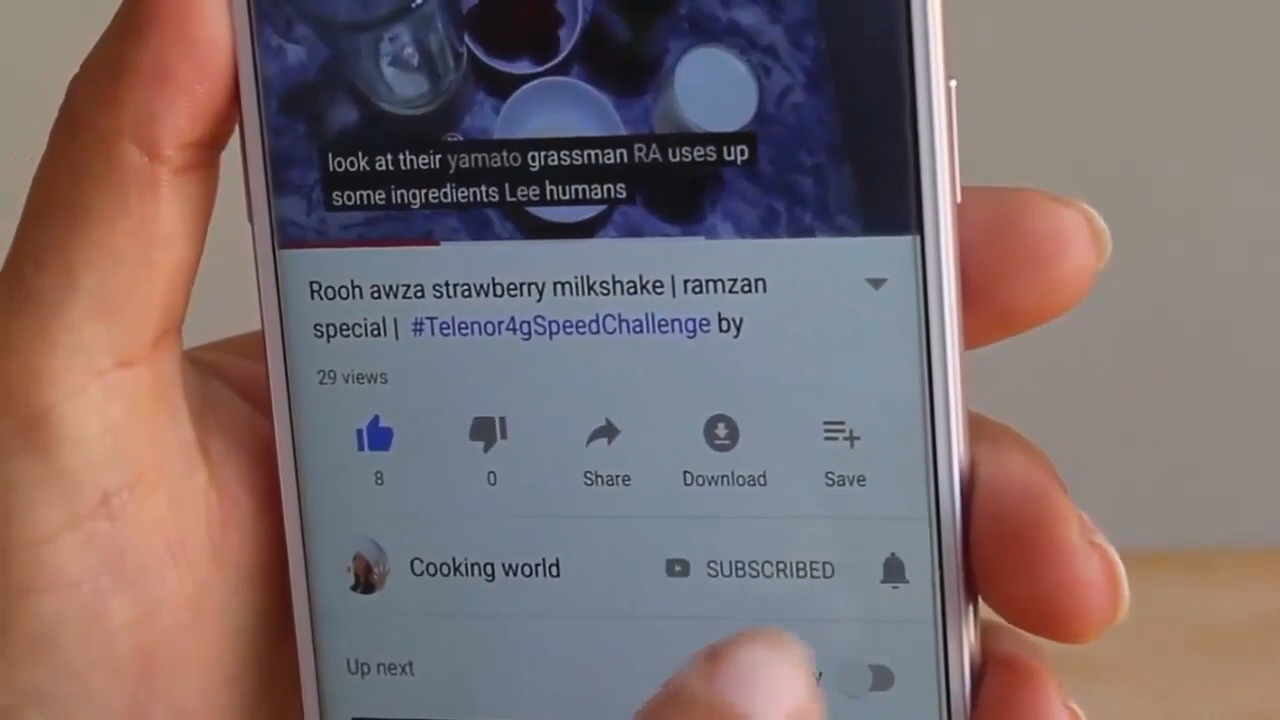 look at their yamato grassman RA uses up
some ingredients Lee humans
Rooh awza strawberry milkshake | ramzan
special | #Telenor4gSpeedChallenge by
29 views
8 0 Share Download Save
Cooking world SUBSCRIBED
Up next